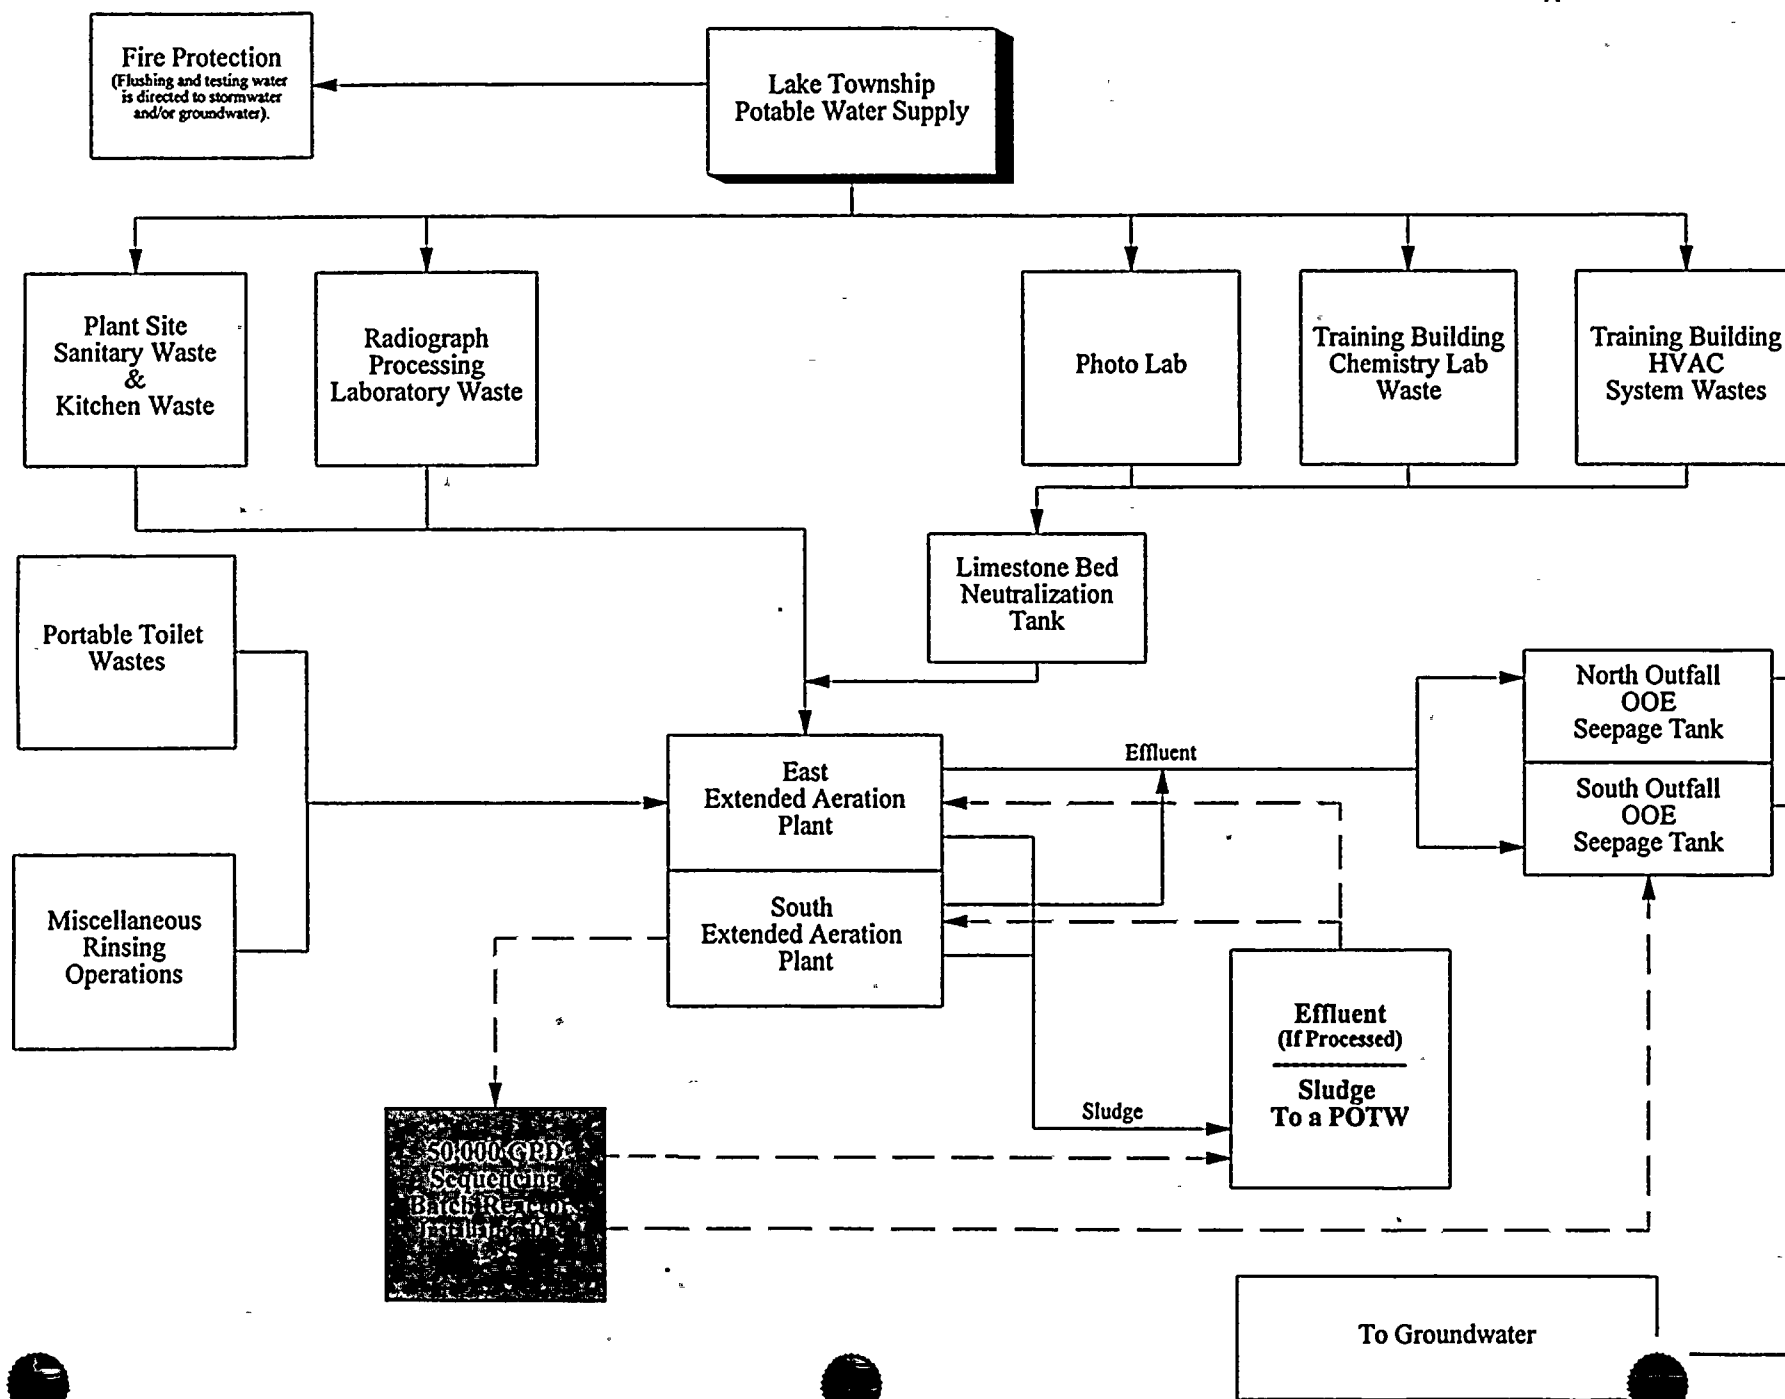 Fire Protection
(Flushing and testing water
is directed to stormwater
and/or groundwater).
Lake Township
Potable Water Supply
Plant Site
Sanitary Waste
&
Kitchen Waste
Radiograph
Processing
Laboratory Waste
Photo Lab
Training Building
Chemistry Lab
Waste
Training Building
HVAC
System Wastes
Limestone Bed
Neutralization
Tank
Portable Toilet
Wastes
North Outfall
OOE
Seepage Tank
Effluent
East
Extended Aeration
Plant
South Outfall
OOE
Seepage Tank
Miscellaneous
Rinsing
Operations
South
Extended Aeration
Plant
Effluent
(If Processed)
Sludge
To a POTW
Sludge
50,000 GPD
Sequencing
Batch Reactor
To Groundwater